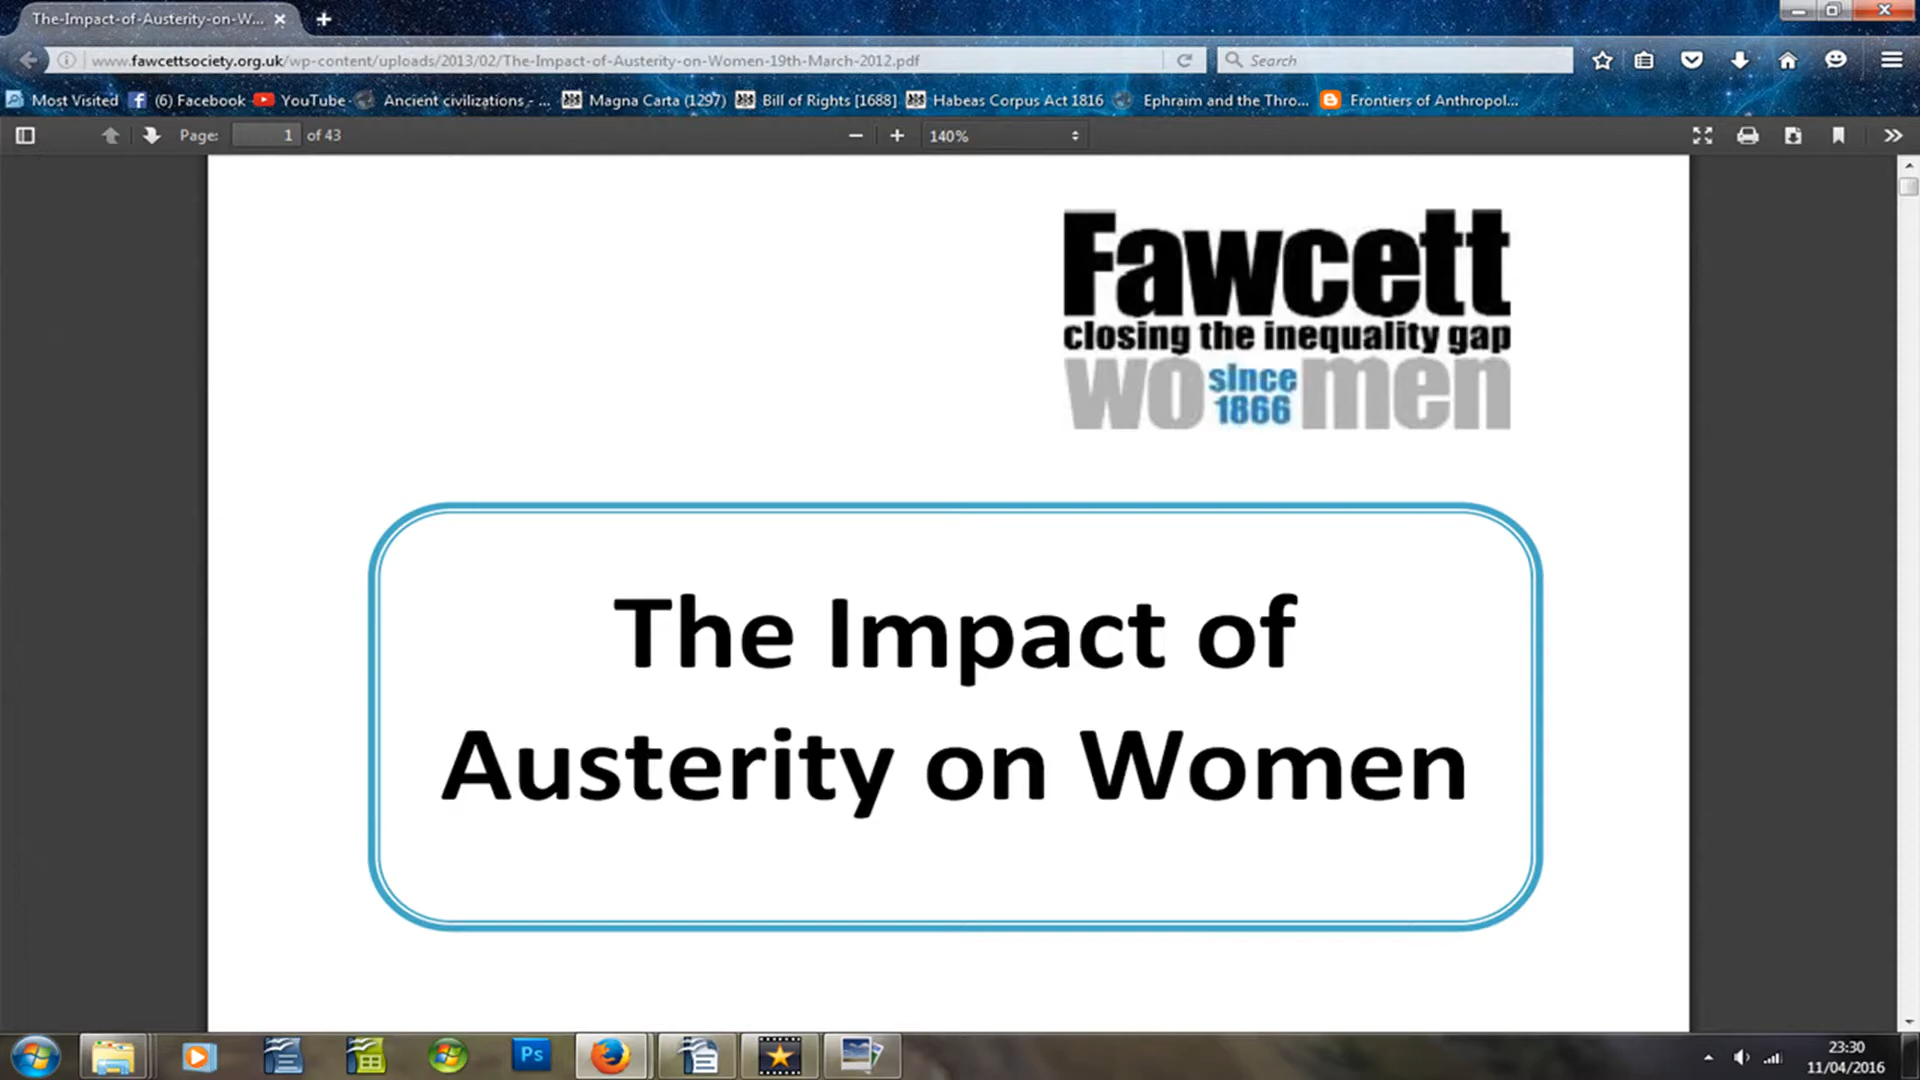 The-Impact-of-Austerity-on-W...
www.fawcettsociety.org.uk/wp-content/uploads/2013/02/The-Impact-of-Austerity-on-Women-19th-March-2012.pdf
Search
Most Visited (6) Facebook YouTube Ancient civilizations - ... Magna Carta (1297) Bill of Rights [1688] Habeas Corpus Act 1816 Ephraim and the Thro... Frontiers of Anthropol...
Page: 1 of 43 140%
Fawcett
closing the inequality gap
women
since
1866
The Impact of
Austerity on Women
Ps
23:30
11/04/2016